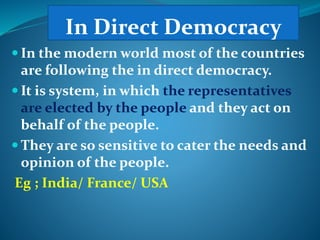 In Direct Democracy
• In the modern world most of the countries
are following the in direct democracy.
• It is system, in which the representatives
are elected by the people and they act on
behalf of the people.
• They are so sensitive to cater the needs and
opinion of the people.
Eg ; India/ France/ USA